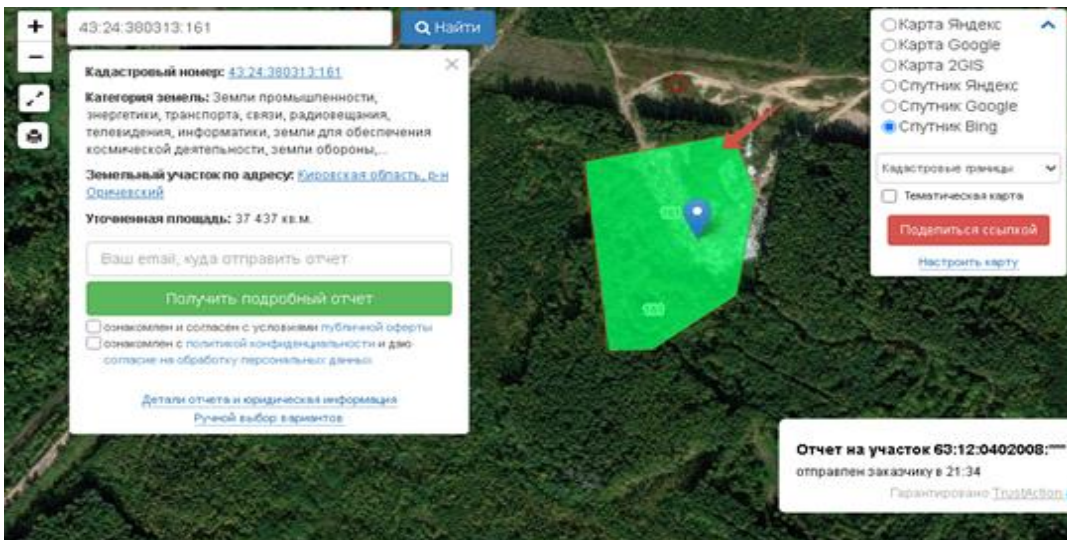 +
43:24:380313:161
Найти
−
Кадастровый номер: 43:24:380313:161
Категория земель: Земли промышленности,
энергетики, транспорта, связи, радиовещания,
телевидения, информатики, земли для обеспечения
космической деятельности, земли обороны,...
Земельный участок по адресу: Кировская область, р-н
Оричевский
Уточненная площадь: 37 437 кв.м.
Ваш email, куда отправить отчет
Получить подробный отчет
ознакомлен и согласен с условиями публичной оферты
ознакомлен с политикой конфиденциальности и даю
согласие на обработку персональных данных
Детали отчета и юридическая информация
Ручной выбор вариантов
Карта Яндекс
Карта Google
Карта 2GIS
Спутник Яндекс
Спутник Google
Спутник Bing
Кадастровые границы
Тематическая карта
Поделиться ссылкой
Настроить карту
Отчет на участок 63:12:0402008:***
отправлен заказчику в 21:34
Гарантировано TrustAction